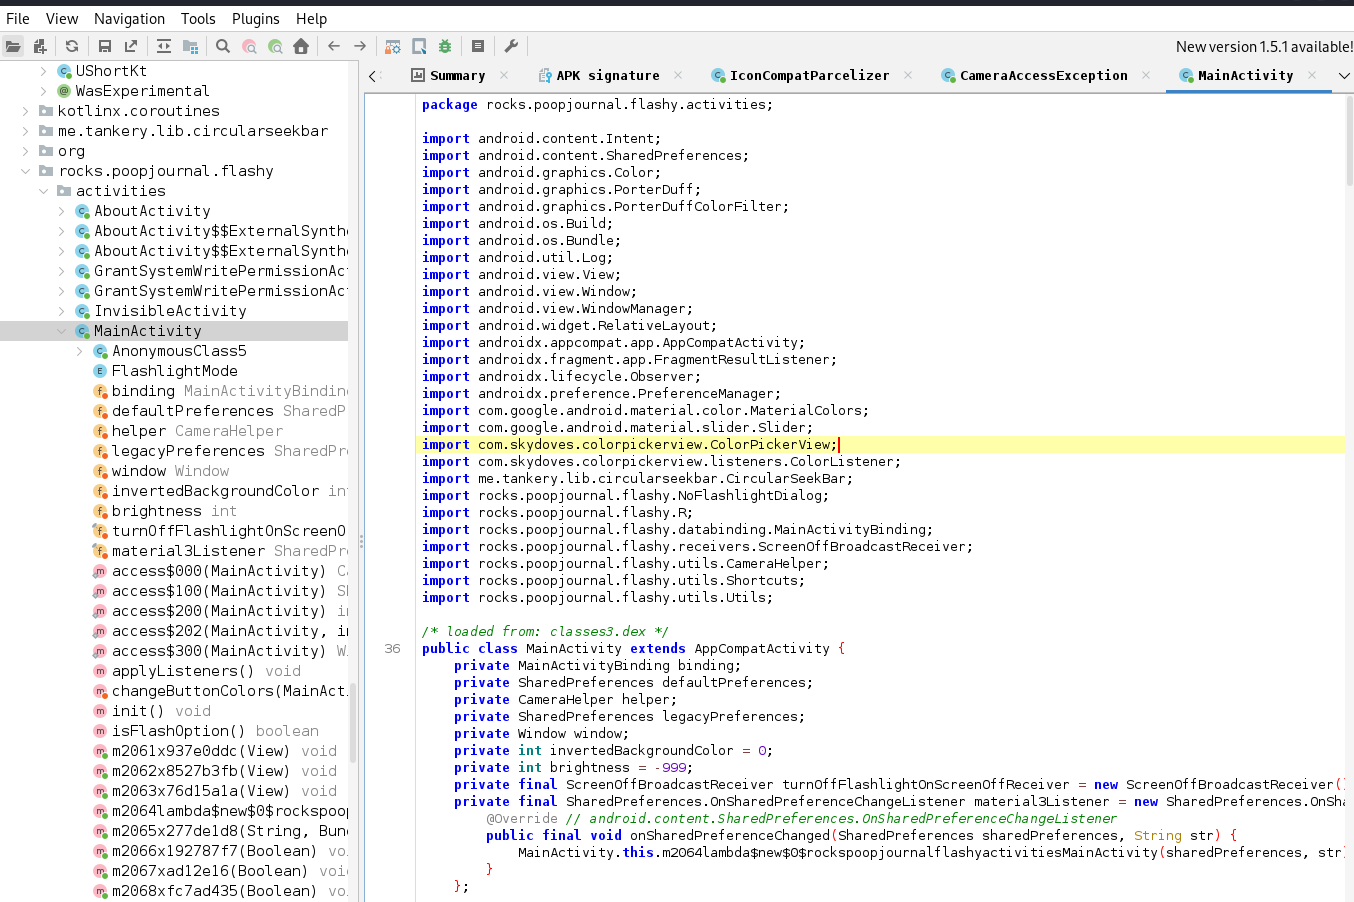 File View Navigation Tools Plugins Help
New version 1.5.1 available!
UShortKt
WasExperimental
kotlinx.coroutines
me.tankery.lib.circularseekbar
org
rocks.poopjournal.flashy
activities
AboutActivity
AboutActivity$$ExternalSynthe
AboutActivity$$ExternalSynthe
GrantSystemWritePermissionAct
GrantSystemWritePermissionAct
InvisibleActivity
MainActivity
AnonymousClass5
FlashlightMode
binding MainActivityBinding
defaultPreferences SharedP
helper CameraHelper
legacyPreferences SharedPre
window Window
invertedBackgroundColor int
brightness int
turnOffFlashlightOnScreenO
material3Listener SharedPre
access$000(MainActivity) C
access$100(MainActivity) S
access$200(MainActivity) in
access$202(MainActivity, in
access$300(MainActivity) W
applyListeners() void
changeButtonColors(MainAct
init() void
isFlashOption() boolean
m2061x937e0ddc(View) void
m2062x8527b3fb(View) void
m2063x76d15a1a(View) void
m2064lambda$new$0$rockspoop
m2065x277de1d8(String, Bund
m2066x192787f7(Boolean) vo
m2067xad12e16(Boolean) voi
m2068xfc7ad435(Boolean) vo
Summary APK signature IconCompatParcelizer CameraAccessException MainActivity
package rocks.poopjournal.flashy.activities;
import android.content.Intent;
import android.content.SharedPreferences;
import android.graphics.Color;
import android.graphics.PorterDuff;
import android.graphics.PorterDuffColorFilter;
import android.os.Build;
import android.os.Bundle;
import android.util.Log;
import android.view.View;
import android.view.Window;
import android.view.WindowManager;
import android.widget.RelativeLayout;
import androidx.appcompat.app.AppCompatActivity;
import androidx.fragment.app.FragmentResultListener;
import androidx.lifecycle.Observer;
import androidx.preference.PreferenceManager;
import com.google.android.material.color.MaterialColors;
import com.google.android.material.slider.Slider;
import com.skydoves.colorpickerview.ColorPickerView;
import com.skydoves.colorpickerview.listeners.ColorListener;
import me.tankery.lib.circularseekbar.CircularSeekBar;
import rocks.poopjournal.flashy.NoFlashlightDialog;
import rocks.poopjournal.flashy.R;
import rocks.poopjournal.flashy.databinding.MainActivityBinding;
import rocks.poopjournal.flashy.receivers.ScreenOffBroadcastReceiver;
import rocks.poopjournal.flashy.utils.CameraHelper;
import rocks.poopjournal.flashy.utils.Shortcuts;
import rocks.poopjournal.flashy.utils.Utils;
/* loaded from: classes3.dex */
36 public class MainActivity extends AppCompatActivity {
private MainActivityBinding binding;
private SharedPreferences defaultPreferences;
private CameraHelper helper;
private SharedPreferences legacyPreferences;
private Window window;
private int invertedBackgroundColor = 0;
private int brightness = -999;
private final ScreenOffBroadcastReceiver turnOffFlashlightOnScreenOffReceiver = new ScreenOffBroadcastReceiver()
private final SharedPreferences.OnSharedPreferenceChangeListener material3Listener = new SharedPreferences.OnSha
@Override // android.content.SharedPreferences.OnSharedPreferenceChangeListener
public final void onSharedPreferenceChanged(SharedPreferences sharedPreferences, String str) {
MainActivity.this.m2064lambda$new$0$rockspoopjournalflashyactivitiesMainActivity(sharedPreferences, str)
}
};